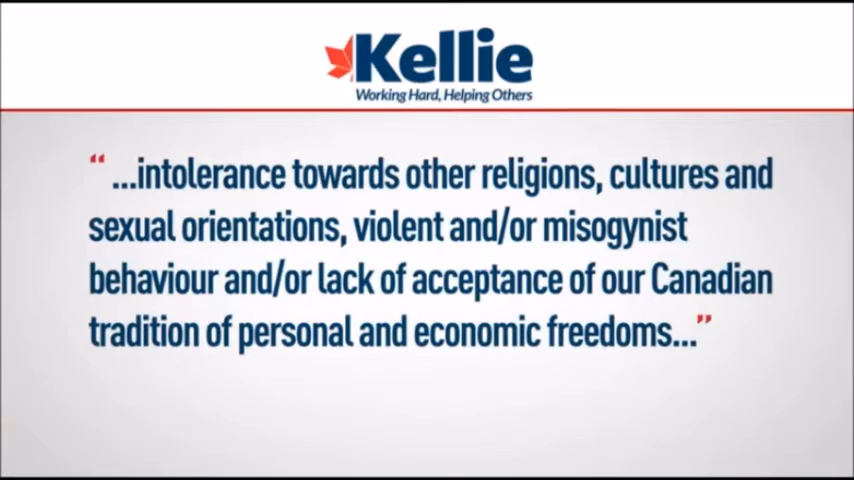 Kellie
Working Hard, Helping Others
“ ...intolerance towards other religions, cultures and
sexual orientations, violent and/or misogynist
behaviour and/or lack of acceptance of our Canadian
tradition of personal and economic freedoms...”